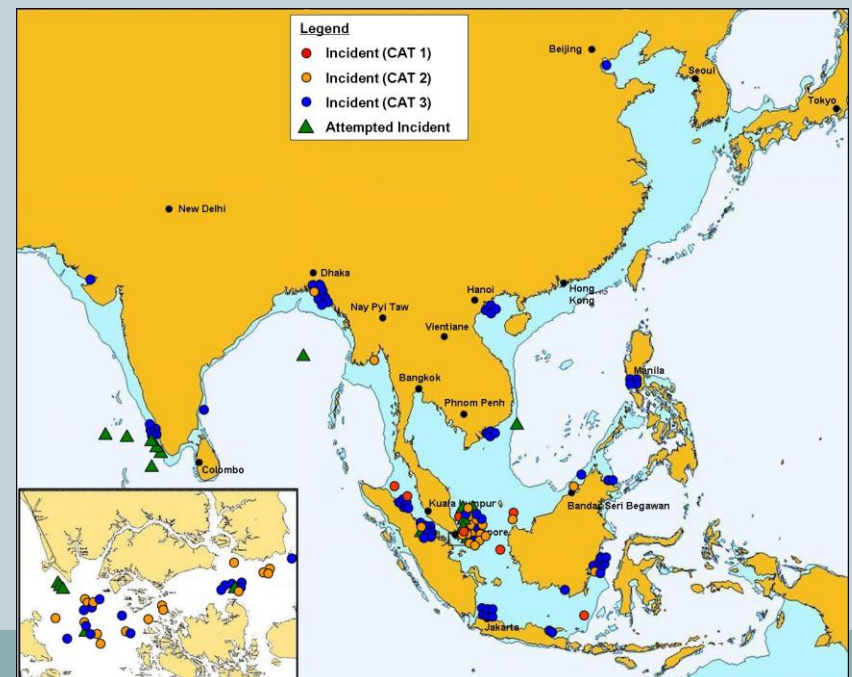 Legend
Incident (CAT 1)
Incident (CAT 2)
Incident (CAT 3)
Attempted Incident
Beijing
Seoul
Tokyo
New Delhi
Dhaka
Hanoi
Hong
Kong
Nay Pyi Taw
Vientiane
Manila
Bangkok
Phnom Penh
Colombo
Kuala Lumpur
Bandar Seri Begawan
Jakarta